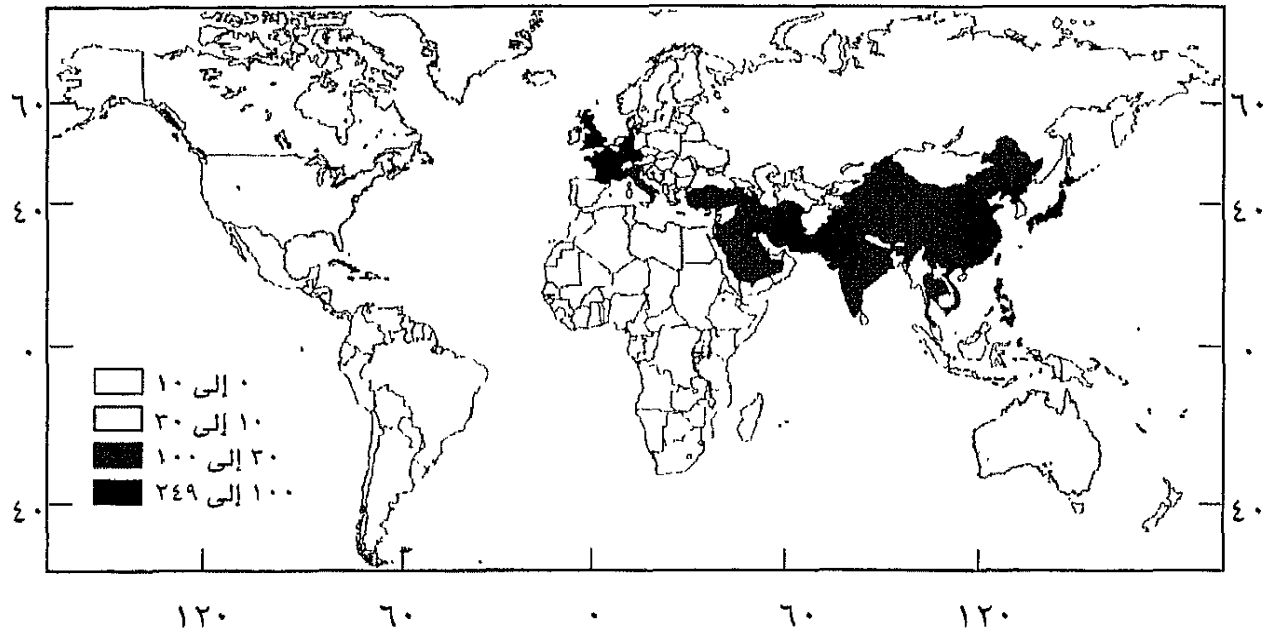 ٦٠ ٦٠
٤٠ ٤٠
٠ ٠
٠ إلى ١٠
١٠ إلى ٣٠
٣٠ إلى ١٠٠
١٠٠ إلى ٢٤٩
٤٠ ٤٠
١٢٠ ٦٠ ٠ ٦٠ ١٢٠